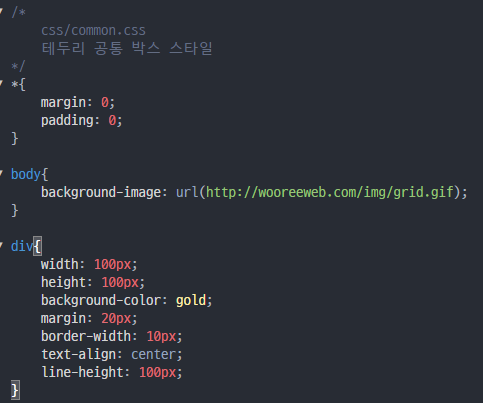 /*
css/common.css
테두리 공통 박스 스타일
*/
*{
margin: 0;
padding: 0;
}
body{
background-image: url(http://wooreeweb.com/img/grid.gif);
}
div{
width: 100px;
height: 100px;
background-color: gold;
margin: 20px;
border-width: 10px;
text-align: center;
line-height: 100px;
}